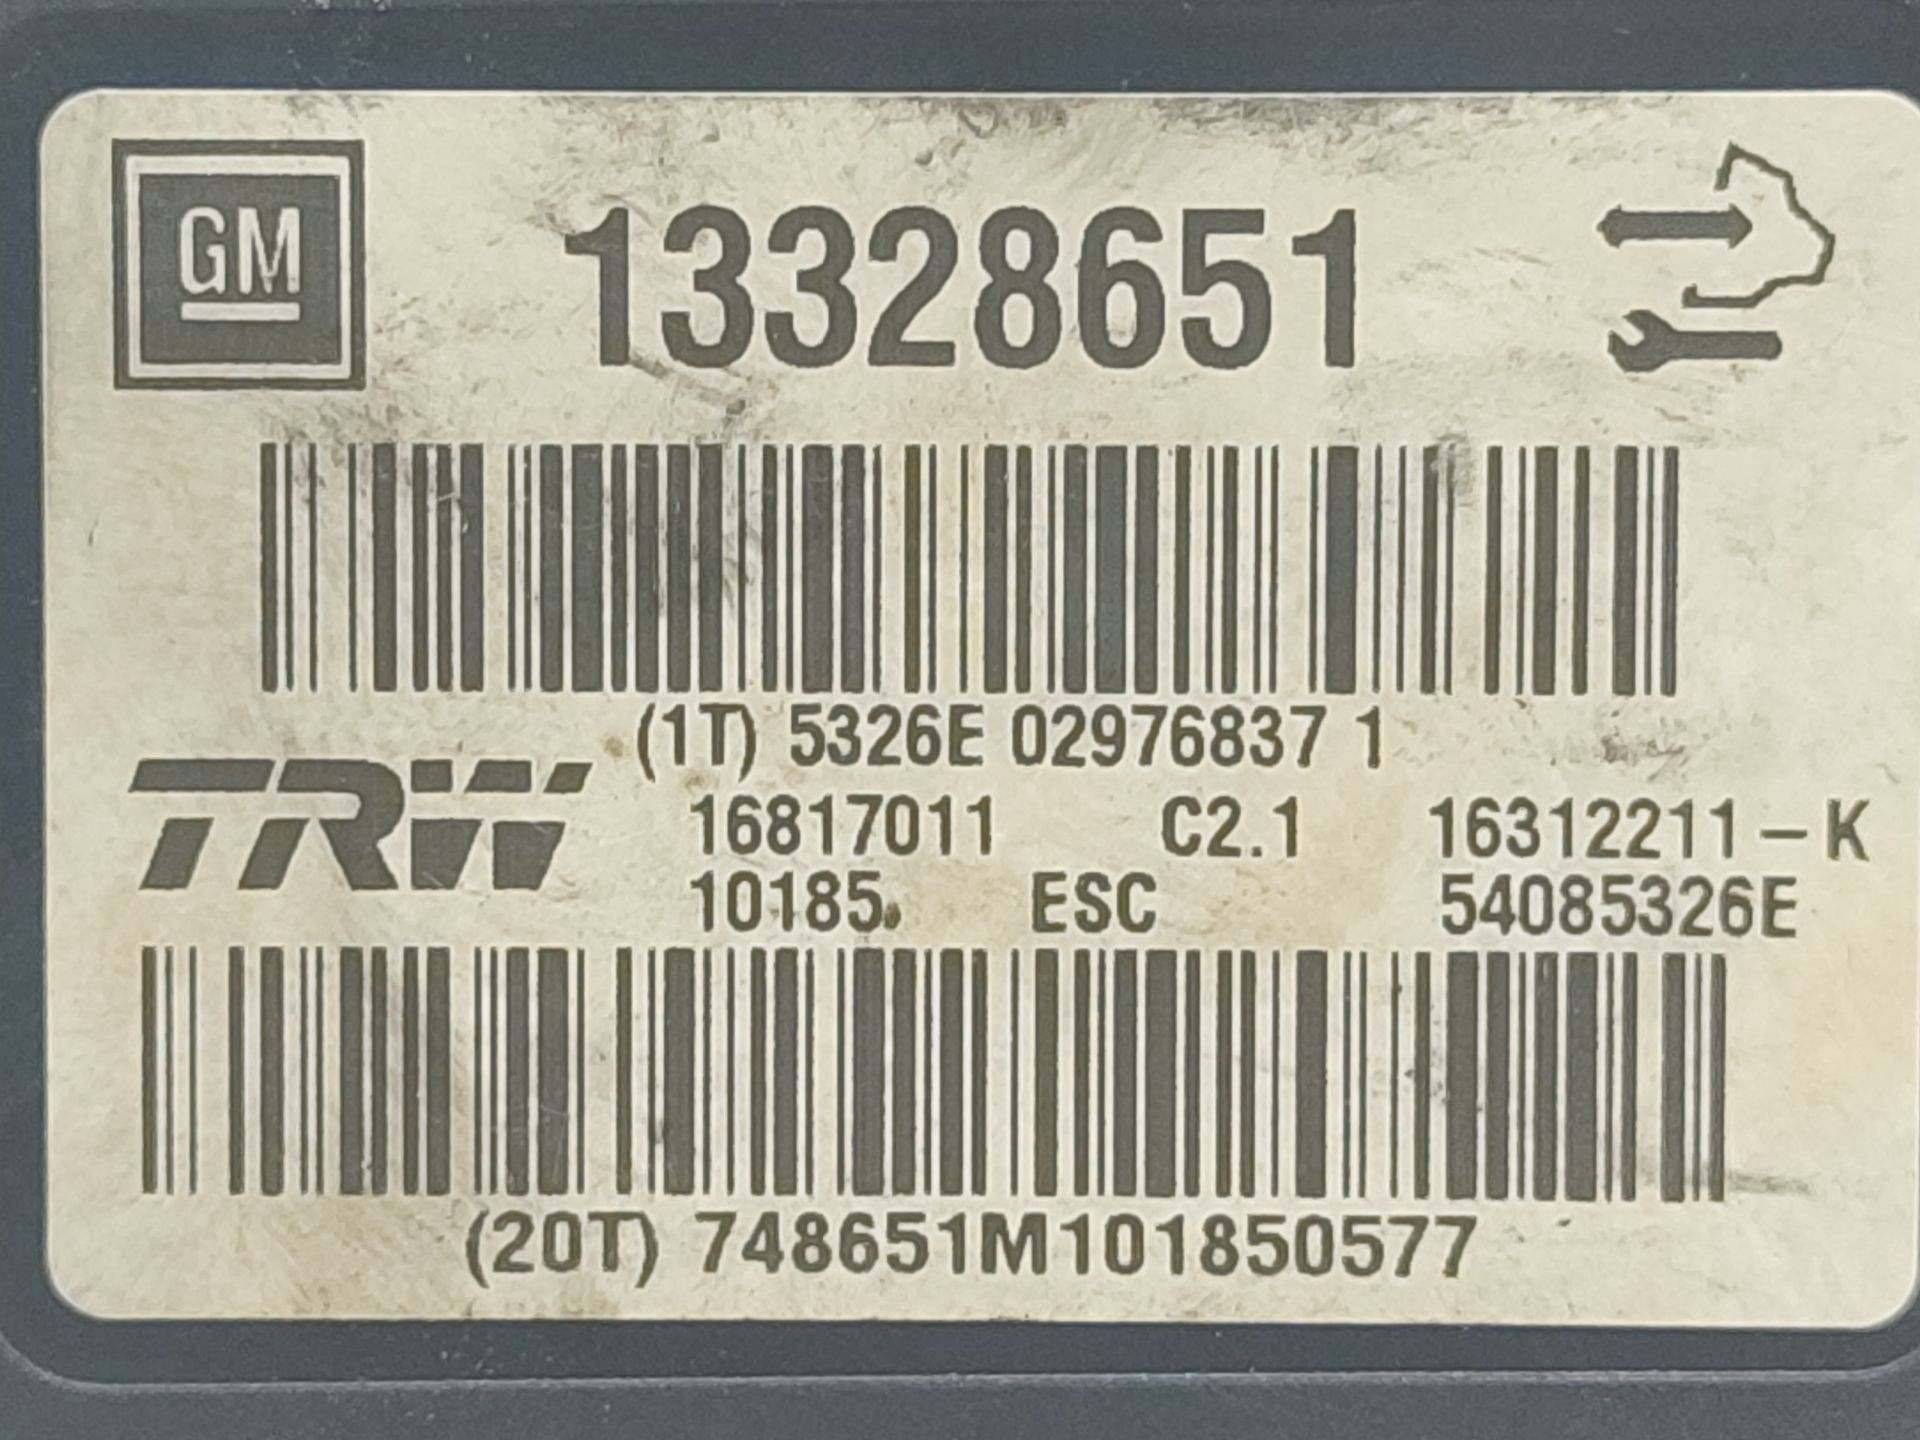 GM 13328651
(1T) 5326E 02976837 1
TRW 16817011 C2.1 16312211-K
10185. ESC 54085326E
(20T) 748651M101850577